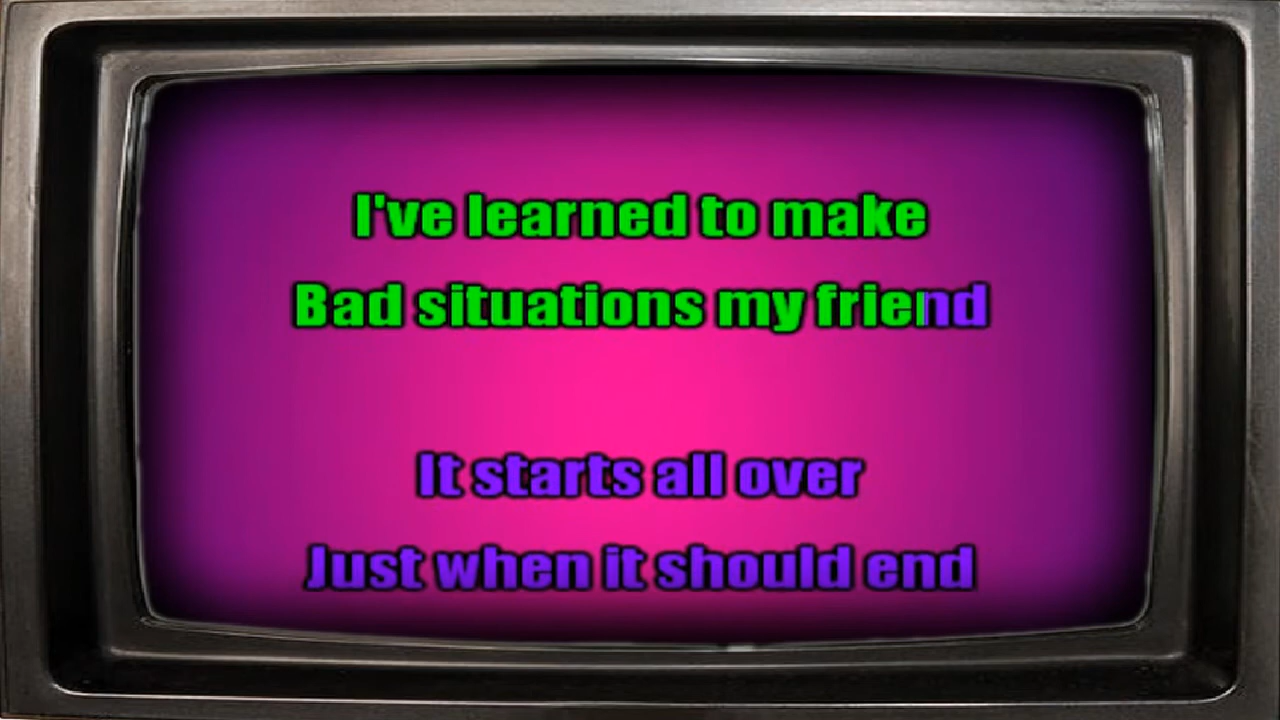 I've learned to make
Bad situations my friend
It starts all over
Just when it should end